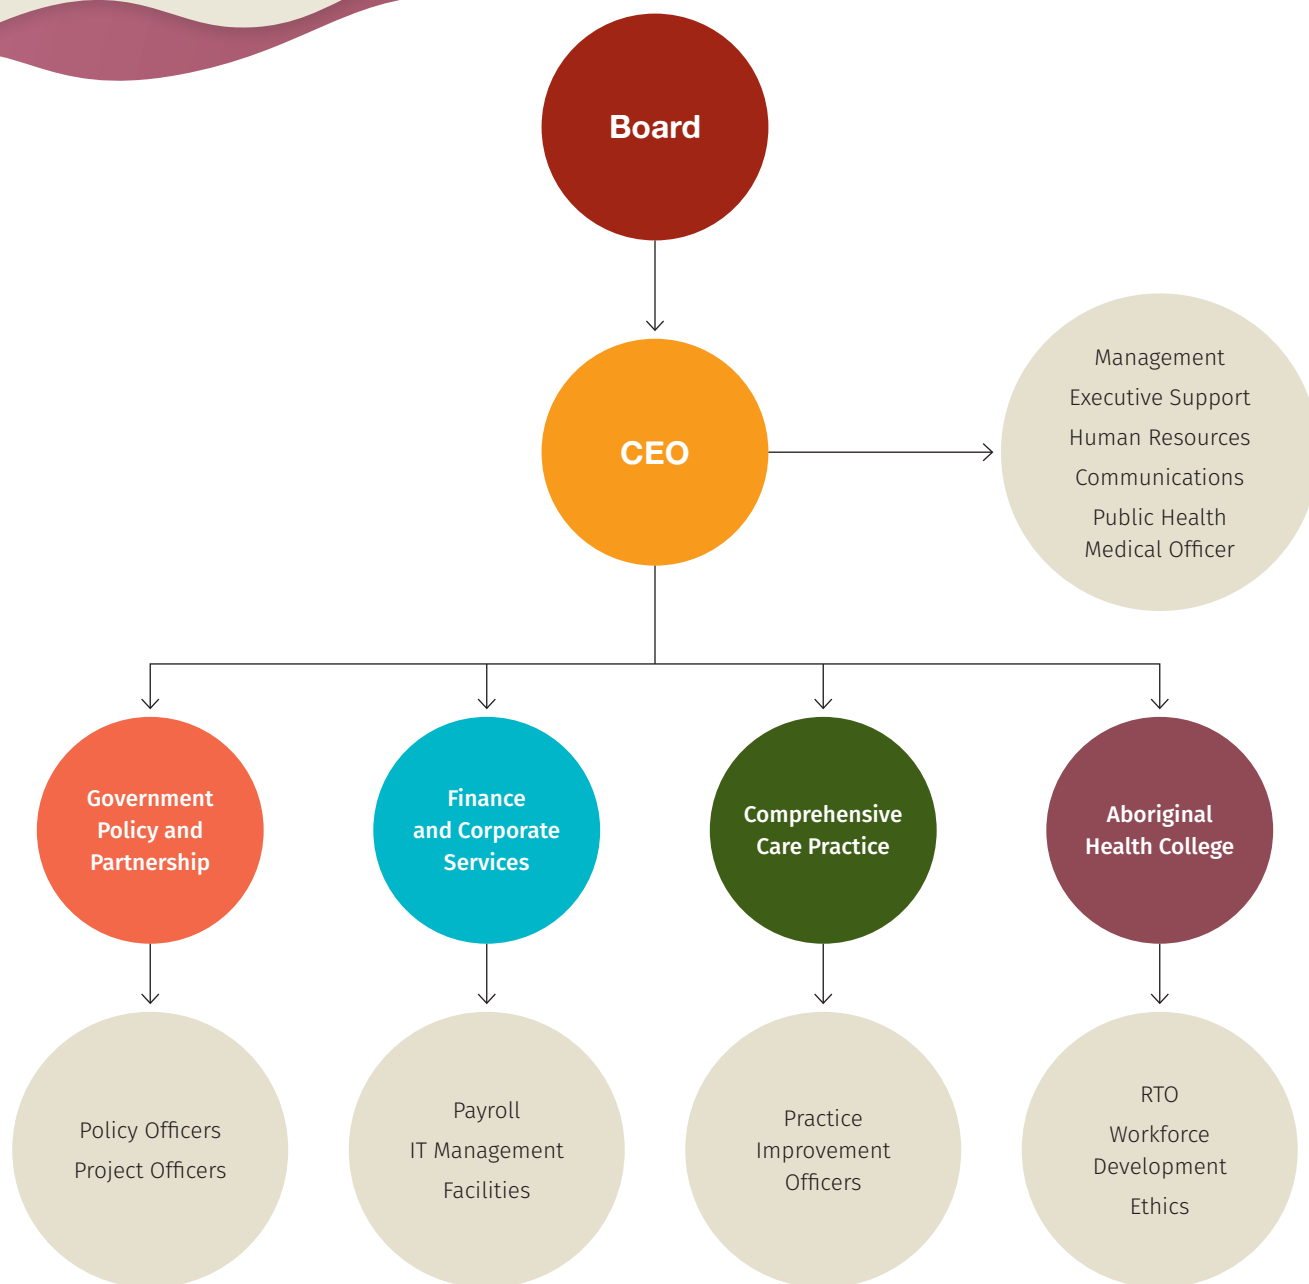 Board
CEO
Management
Executive Support
Human Resources
Communications
Public Health
Medical Officer
Government
Policy and
Partnership
Finance
and Corporate
Services
Comprehensive
Care Practice
Aboriginal
Health College
Policy Officers
Project Officers
Payroll
IT Management
Facilities
Practice
Improvement
Officers
RTO
Workforce
Development
Ethics